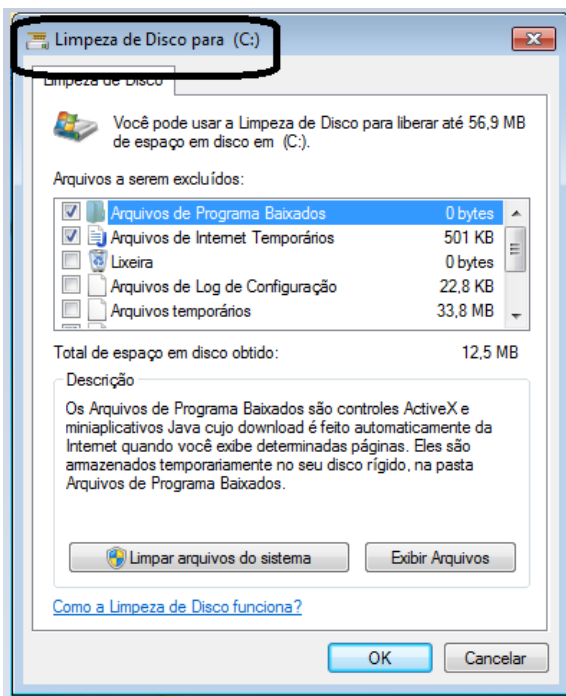 Limpeza de Disco para (C:)
Limpeza de Disco
Você pode usar a Limpeza de Disco para liberar até 56,9 MB
de espaço em disco em (C:).
Arquivos a serem excluídos:
Arquivos de Programa Baixados 0 bytes
Arquivos de Internet Temporários 501 KB
Lixeira 0 bytes
Arquivos de Log de Configuração 22,8 KB
Arquivos temporários 33,8 MB
Total de espaço em disco obtido: 12,5 MB
Descrição
Os Arquivos de Programa Baixados são controles ActiveX e
miniaplicativos Java cujo download é feito automaticamente da
Internet quando você exibe determinadas páginas. Eles são
armazenados temporariamente no seu disco rígido, na pasta
Arquivos de Programa Baixados.
Limpar arquivos do sistema Exibir Arquivos
Como a Limpeza de Disco funciona?
OK Cancelar